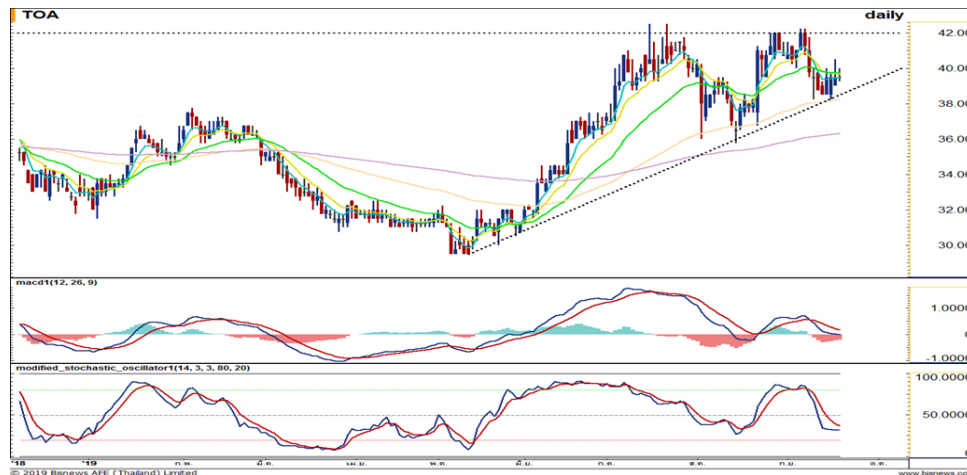 TOA daily
42.00
40.00
38.00
36.00
34.00
32.00
30.00
macd1(12, 26, 9)
1.0000
0
-1.0000
modified_stochastic_oscillator1(14, 3, 3, 80, 20)
100.0000
50.0000
0
'18 '19 ก.พ. มี.ค. เม.ย. พ.ค. มิ.ย. ก.ค. ส.ค. ก.ย. ต.ค.
© 2019 Bisnews AFE (Thailand) Limited www.bisnews.co